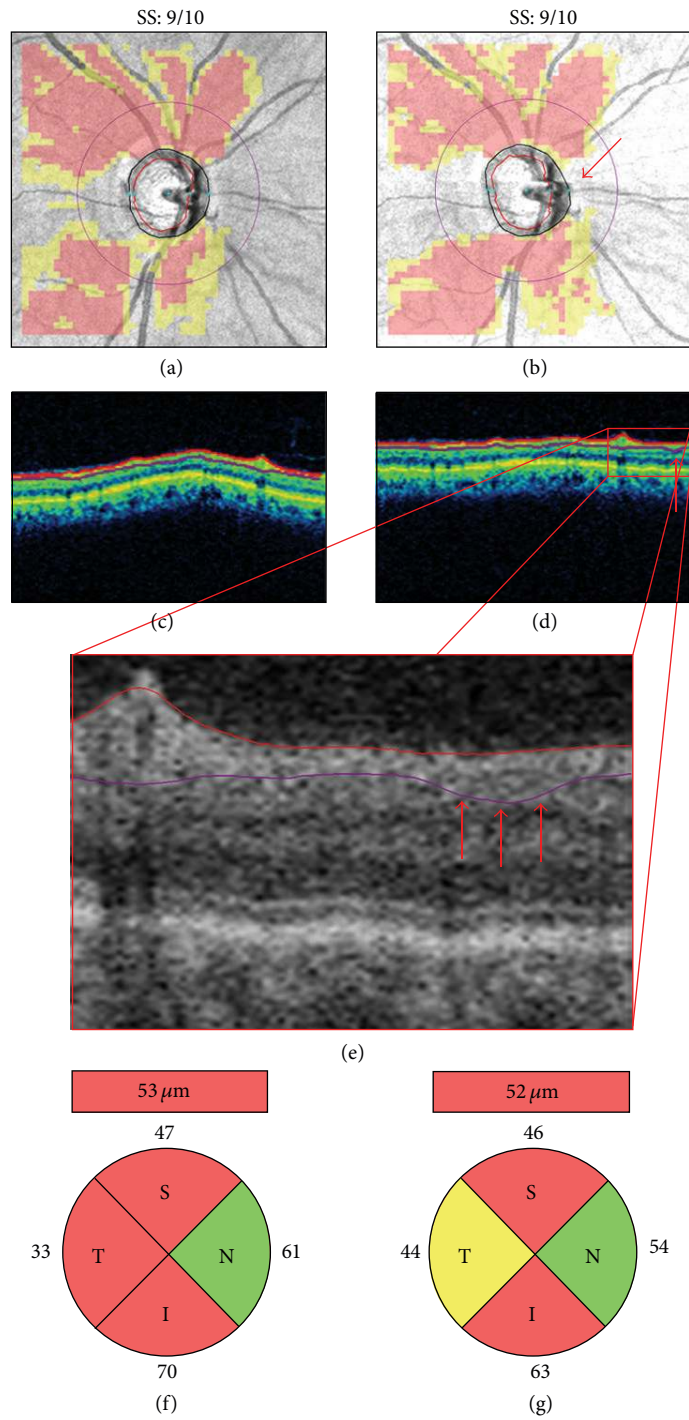 SS: 9/10
SS: 9/10
(a)
(b)
(c)
(d)
(e)
53 μm
52 μm
47
46
S
S
33
T
N
61
44
T
N
54
I
I
70
63
(f)
(g)